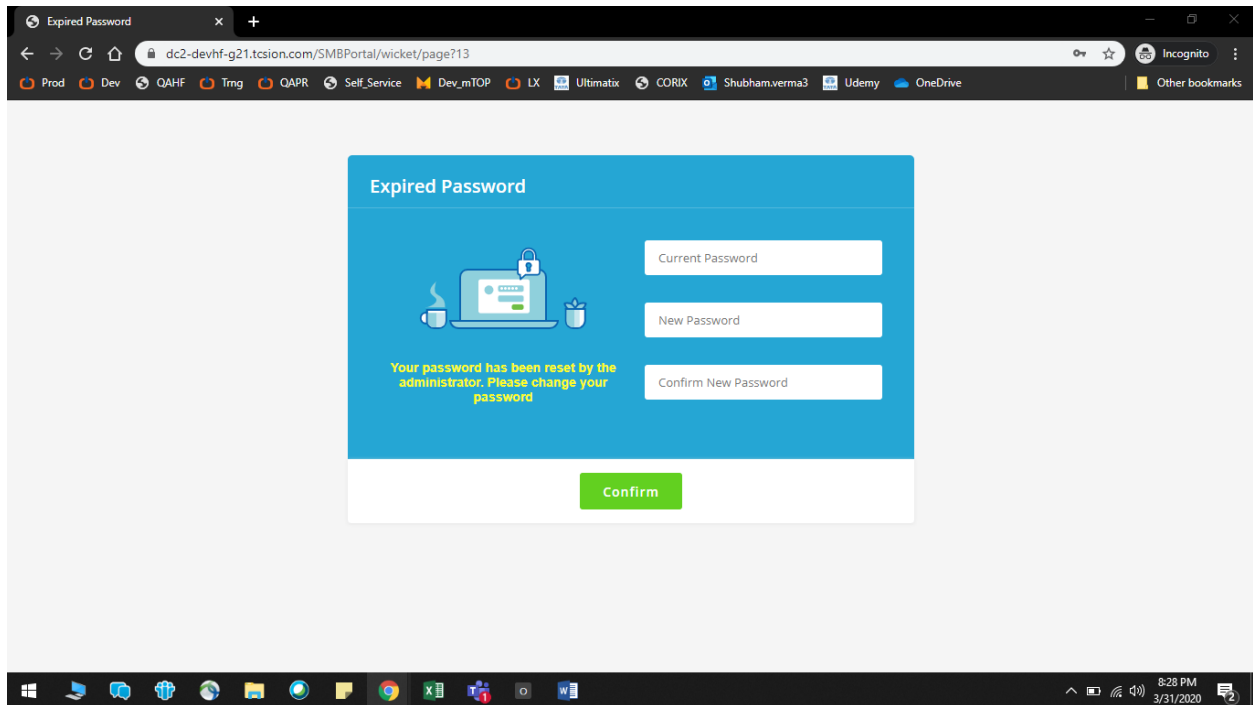 Expired Password
dc2-devhf-g21.tcsion.com/SMBPortal/wicket/page?13
Incognito
Prod Dev QAHF Trng QAPR Self_Service Dev_mTOP LX Ultimatix CORIX Shubham.verma3 Udemy OneDrive Other bookmarks
Expired Password
Current Password
New Password
Your password has been reset by the
administrator. Please change your
password
Confirm New Password
Confirm
8:28 PM
3/31/2020